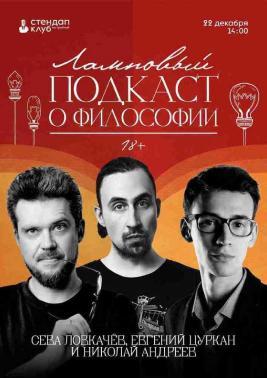 стендап
клуб
22 декабря
14:00
Ламповый
ПОДКАСТ
О ФИЛОСОФИИ
18+
СЕВА ЛОВКАЧЁВ, ЕВГЕНИЙ ЦУРКАН
И НИКОЛАЙ АНДРЕЕВ